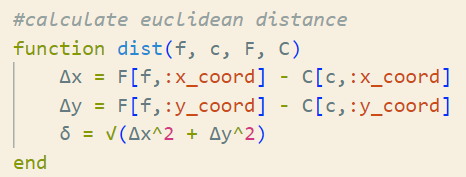 #calculate euclidean distance
function dist(f, c, F, C)
    Δx = F[f,:x_coord] - C[c,:x_coord]
    Δy = F[f,:y_coord] - C[c,:y_coord]
    δ = √(Δx^2 + Δy^2)
end